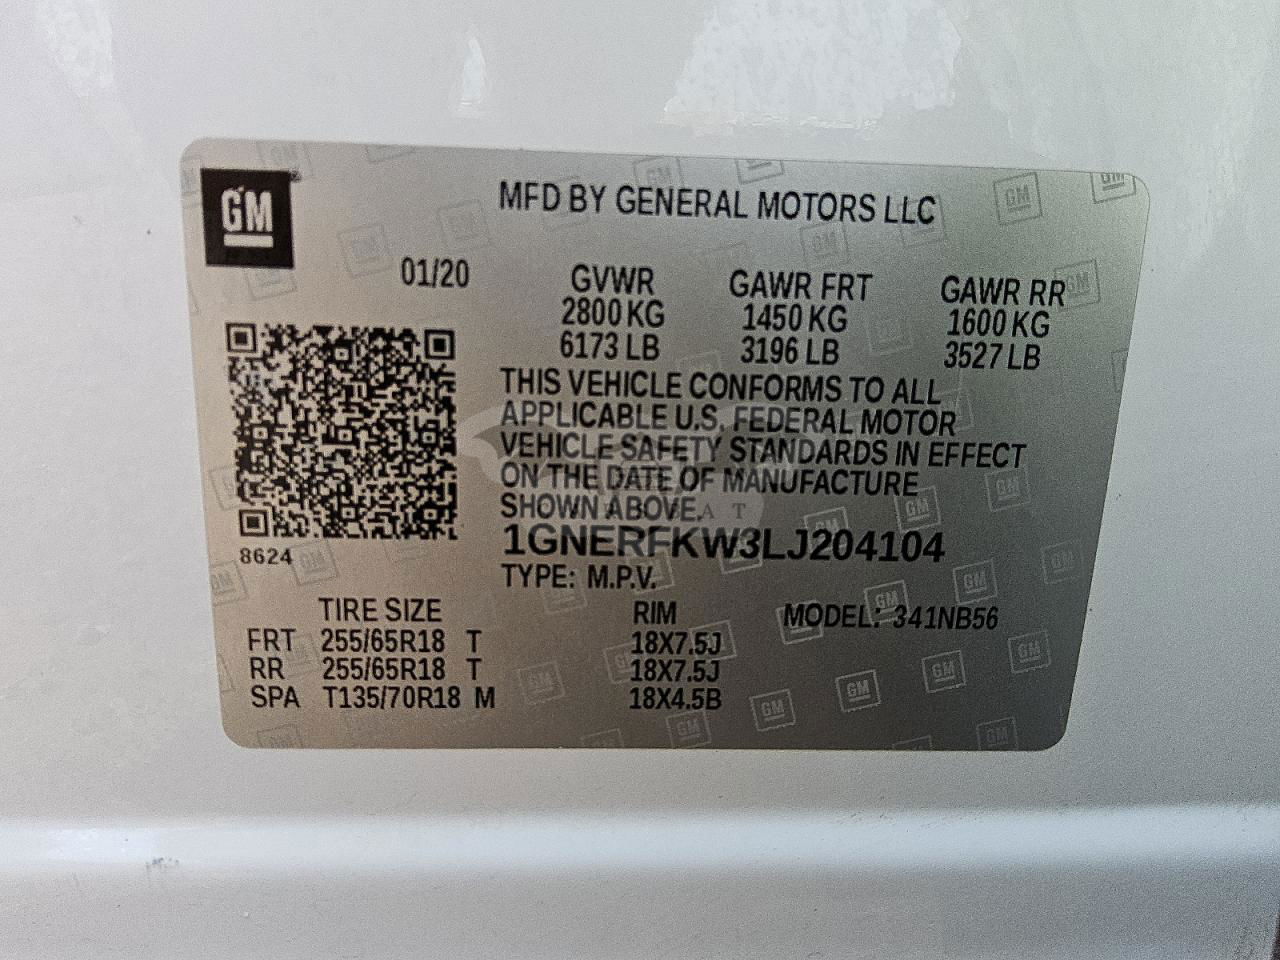 GM
MFD BY GENERAL MOTORS LLC
01/20 GVWR GAWR FRT GAWR RR
2800 KG 1450 KG 1600 KG
6173 LB 3196 LB 3527 LB
THIS VEHICLE CONFORMS TO ALL
APPLICABLE U.S. FEDERAL MOTOR
VEHICLE SAFETY STANDARDS IN EFFECT
ON THE DATE OF MANUFACTURE
SHOWN ABOVE.
8624
1GNERFKW3LJ204104
TYPE: M.P.V.
TIRE SIZE RIM MODEL: 341NB56
FRT 255/65R18 T 18X7.5J
RR 255/65R18 T 18X7.5J
SPA T135/70R18 M 18X4.5B